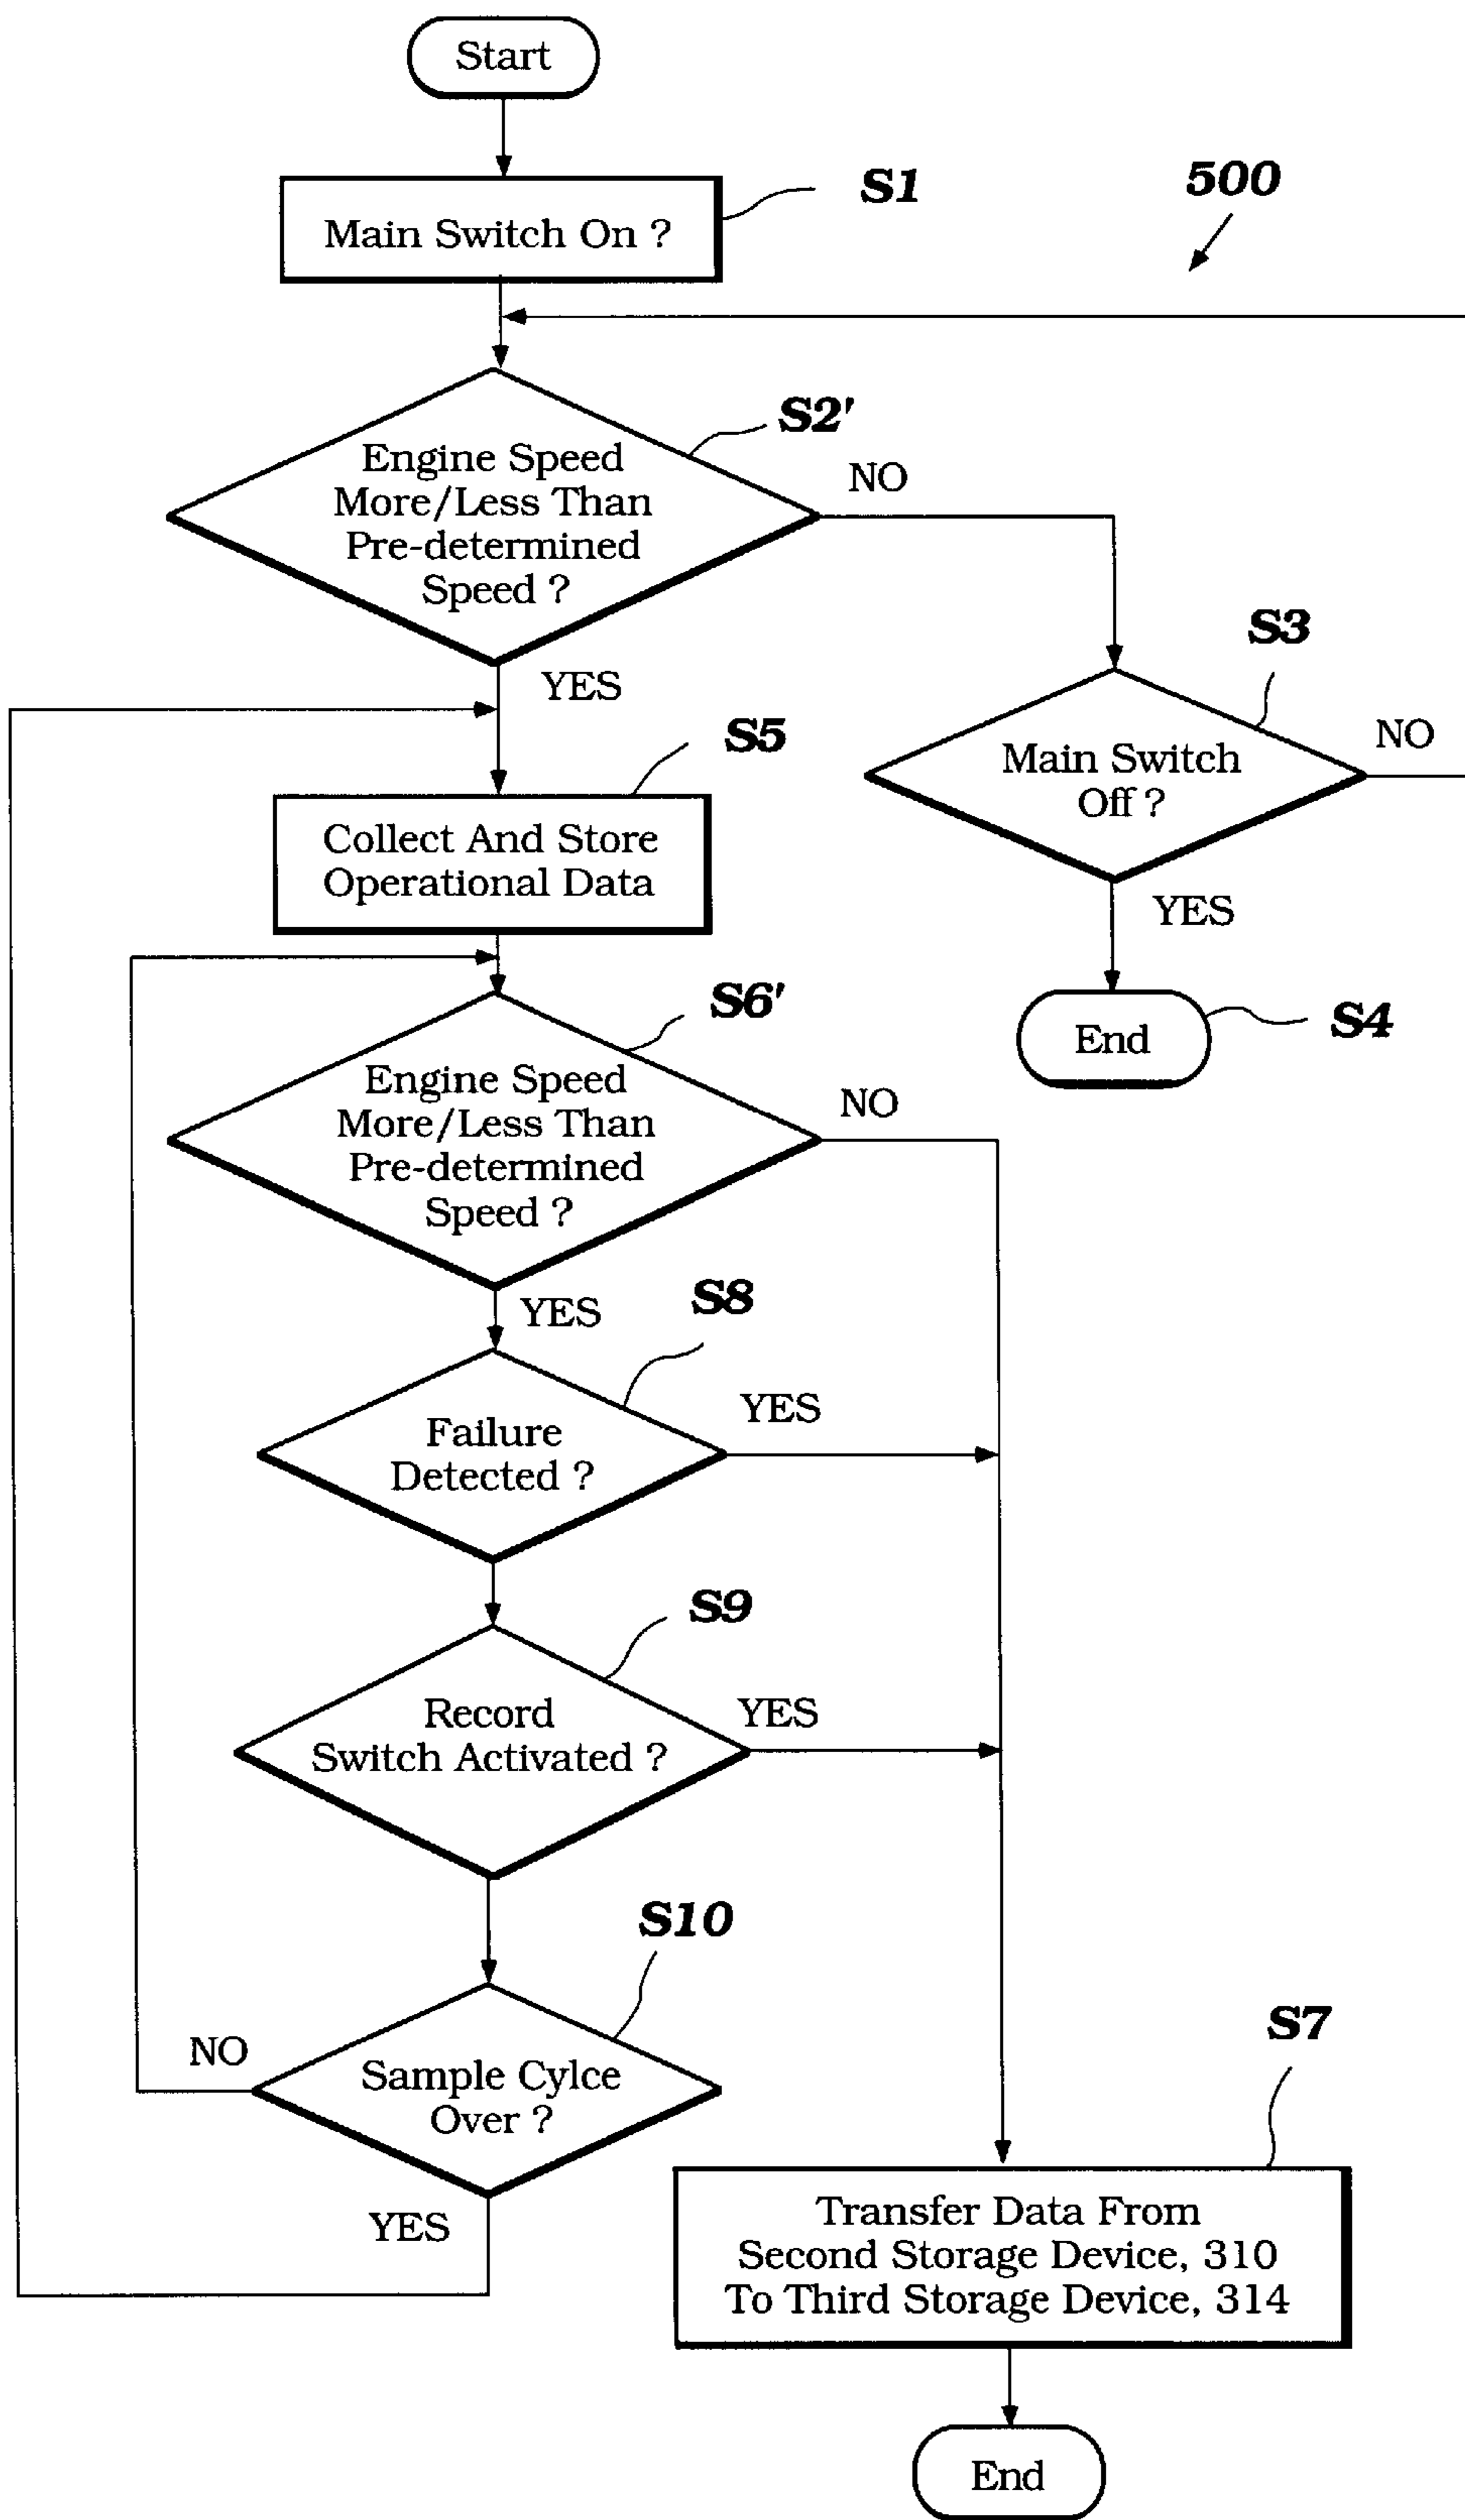 Start
S1
500
Main Switch On ?
S2'
Engine Speed
More/Less Than
Pre-determined
Speed ?
NO
YES
S3
Main Switch
Off ?
NO
YES
S5
Collect And Store
Operational Data
End
S4
S6'
Engine Speed
More/Less Than
Pre-determined
Speed ?
NO
YES
S8
Failure
Detected ?
YES
S9
Record
Switch Activated ?
YES
S10
Sample Cylce
Over ?
NO
YES
S7
Transfer Data From
Second Storage Device, 310
To Third Storage Device, 314
End